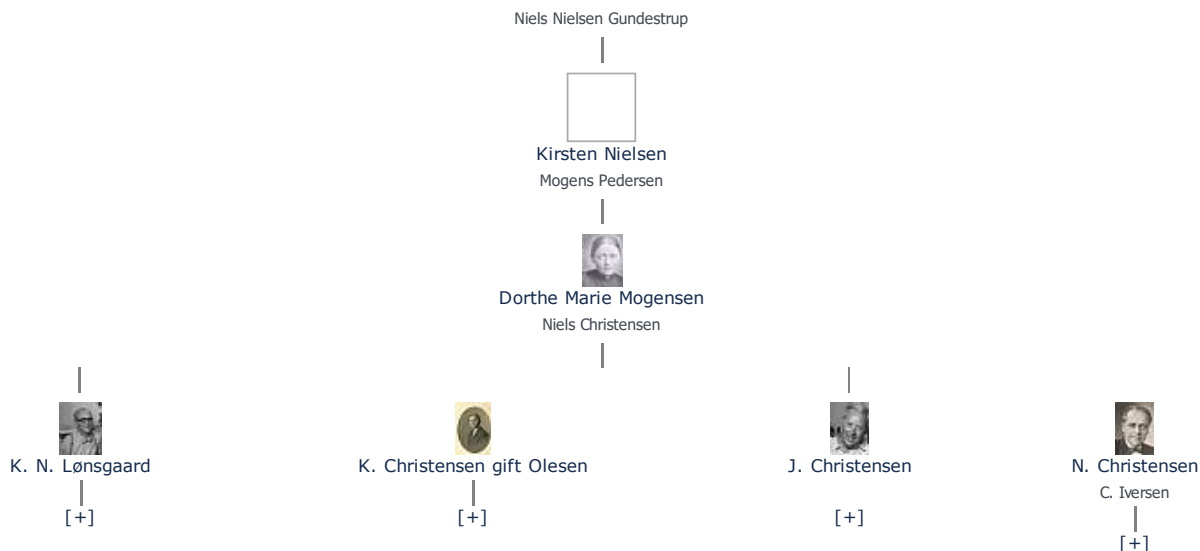 Niels Nielsen Gundestrup
Kirsten Nielsen
Mogens Pedersen
Dorthe Marie Mogensen
Niels Christensen
K. N. Lønsgaard
[+]
K. Christensen gift Olesen
[+]
J. Christensen
[+]
N. Christensen
C. Iversen
[+]